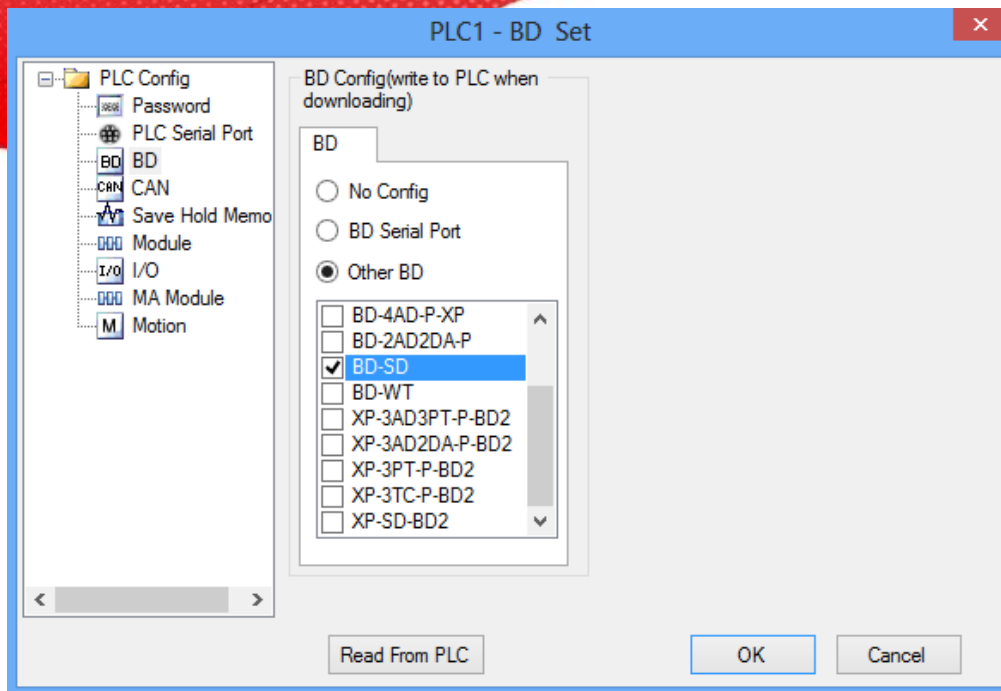 PLC1 - BD Set
PLC Config
Password
PLC Serial Port
BD BD
CAN CAN
Save Hold Memo
Module
I/O I/O
MA Module
M Motion
BD Config(write to PLC when
downloading)
BD
No Config
BD Serial Port
Other BD
BD-4AD-P-XP
BD-2AD2DA-P
BD-SD
BD-WT
XP-3AD3PT-P-BD2
XP-3AD2DA-P-BD2
XP-3PT-P-BD2
XP-3TC-P-BD2
XP-SD-BD2
Read From PLC
OK
Cancel